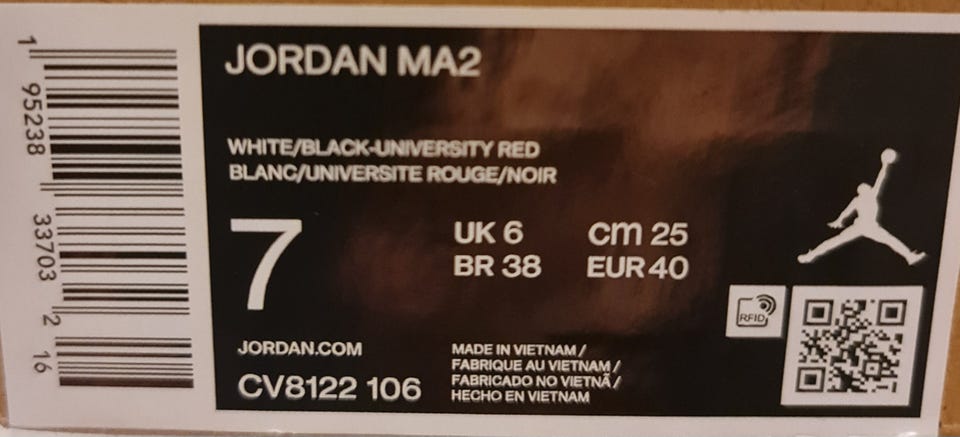 JORDAN MA2
WHITE/BLACK-UNIVERSITY RED
BLANC/UNIVERSITE ROUGE/NOIR
7
UK 6 CM 25
BR 38 EUR 40
RFID
JORDAN.COM
CV8122 106
MADE IN VIETNAM /
FABRIQUE AU VIETNAM /
FABRICADO NO VIETNÃ /
HECHO EN VIETNAM
1 95238 33703 2 16